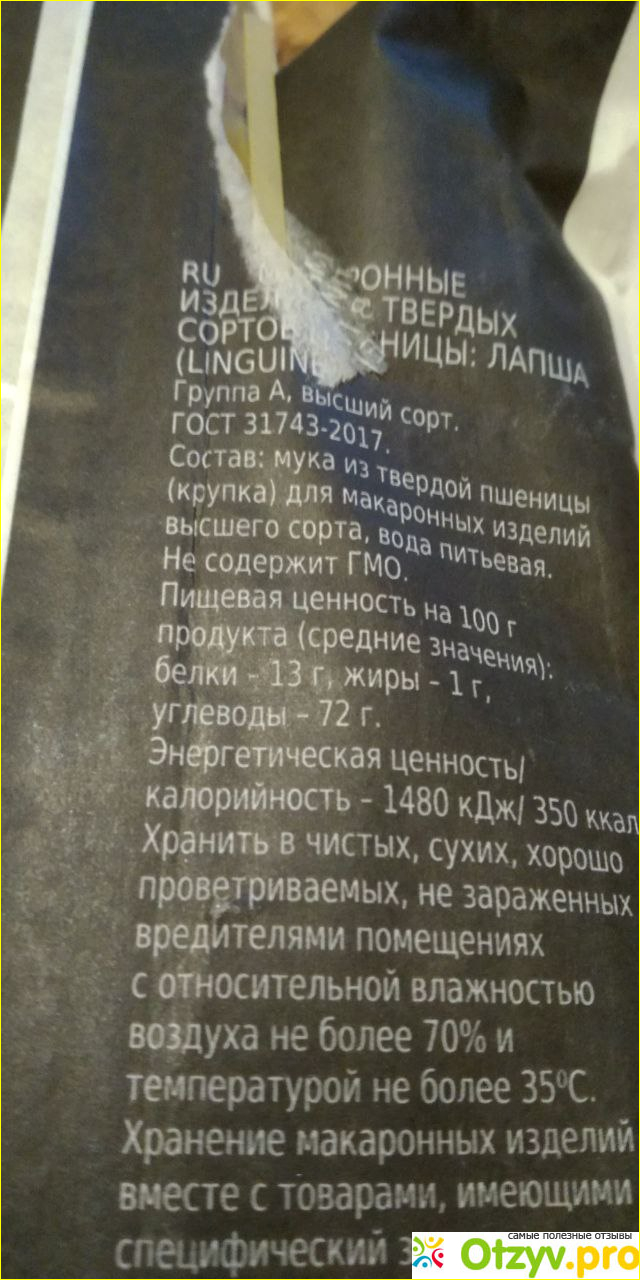 RU
ИЗДЕ ТВЕРДЫХ
СОРТО НИЦЫ: ЛАПША
(LINGUINE
Группа А, высший сорт.
ГОСТ 31743-2017.
Состав: мука из твердой пшеницы
(крупка) для макаронных изделий
высшего сорта, вода питьевая.
Не содержит ГМО.
Пищевая ценность на 100 г
продукта (средние значения):
белки - 13 г, жиры - 1 г,
углеводы - 72 г.
Энергетическая ценность/
калорийность - 1480 кДж/ 350 ккал
Хранить в чистых, сухих, хорошо
проветриваемых, не зараженных
вредителями помещениях
с относительной влажностью
воздуха не более 70% и
температурой не более 35ºС.
Хранение макаронных изделий
вместе с товарами, имеющими
специфический
самые полезные отзывы
Otzyv.pro